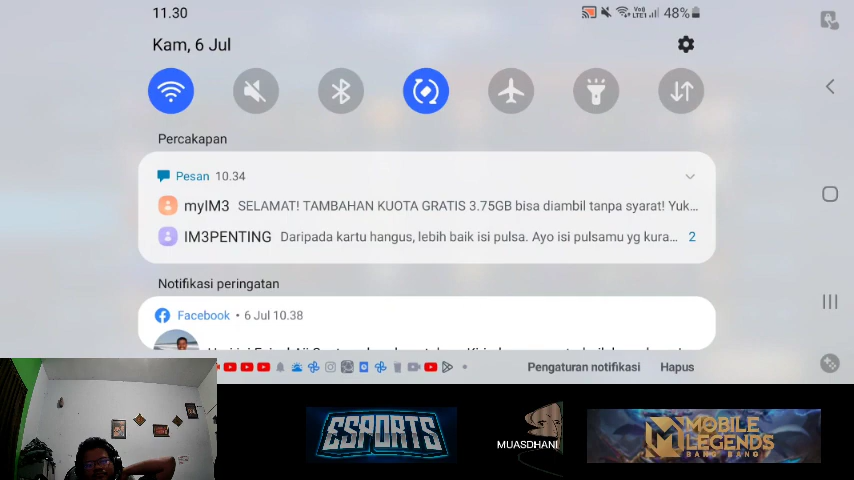 11.30
Vo)) LTE1 48%
Kam, 6 Jul
Percakapan
Pesan 10.34
myIM3 SELAMAT! TAMBAHAN KUOTA GRATIS 3.75GB bisa diambil tanpa syarat! Yuk...
IM3PENTING Daripada kartu hangus, lebih baik isi pulsa. Ayo isi pulsamu yg kura... 2
Notifikasi peringatan
Facebook • 6 Jul 10.38
Pengaturan notifikasi Hapus
ESPORTS
MUASDHANI
MOBILE
LEGENDS
BANG BANG